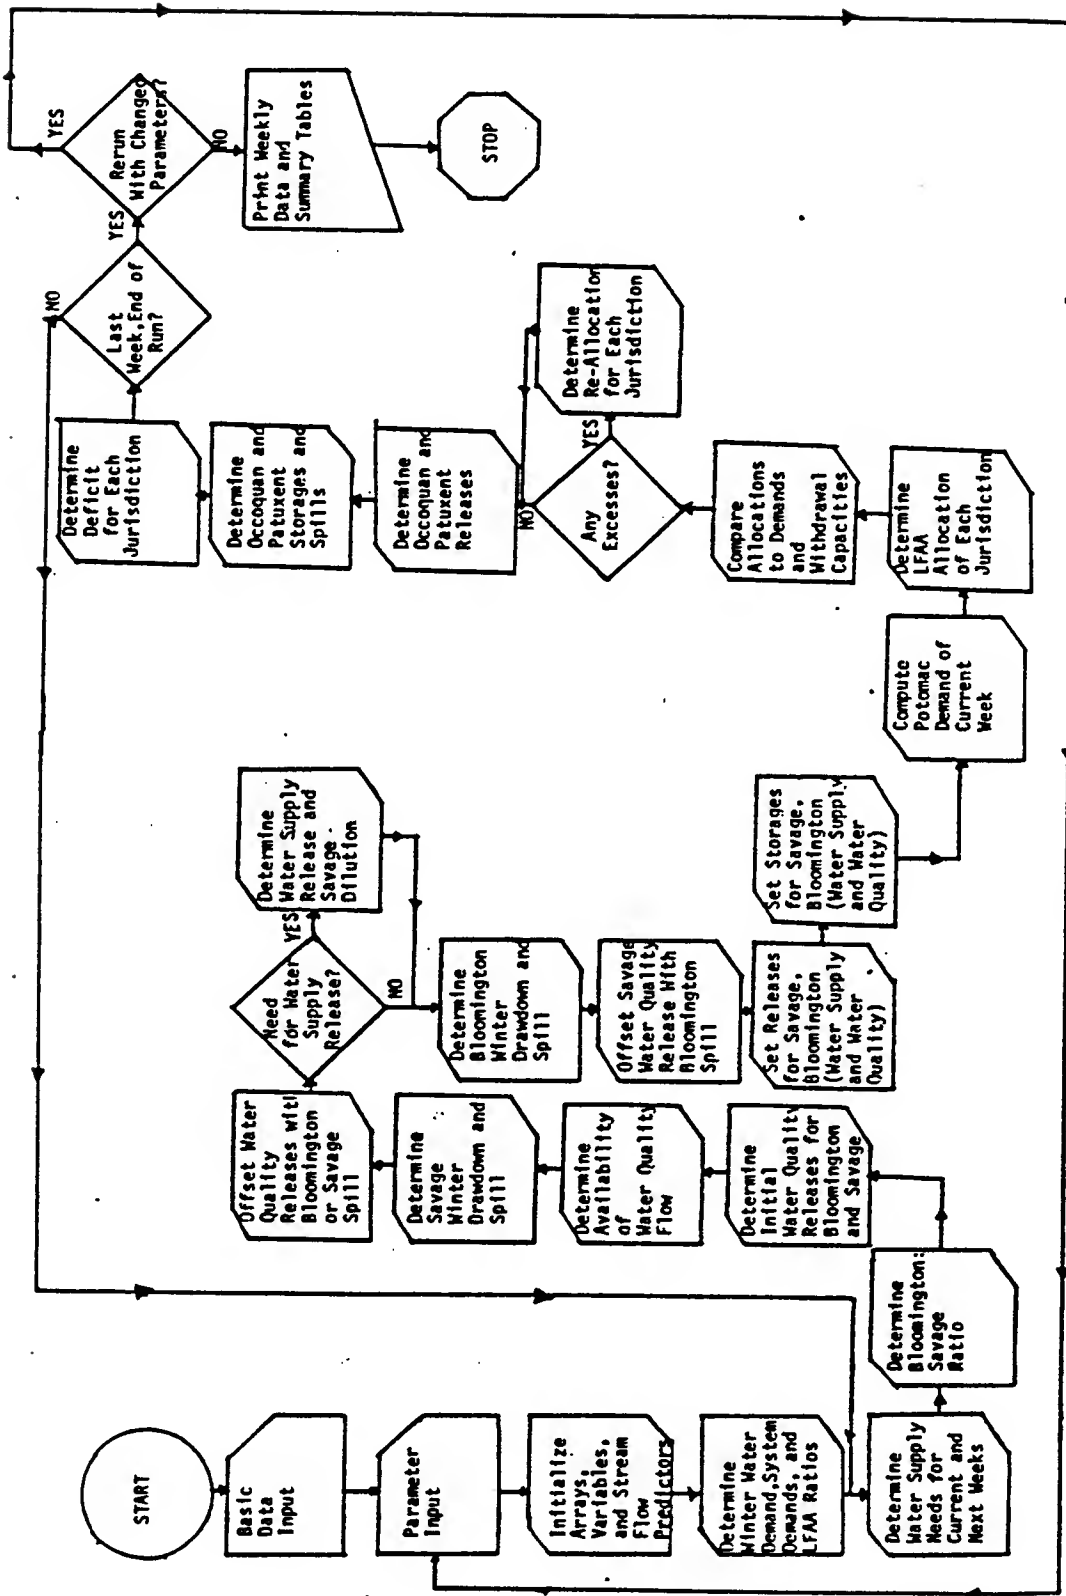 START
Basic
Data
Input
Parameter
Input
Initialize
Arrays,
Variables,
and Stream
Flow
Predictors
Determine
Winter Water
Demand,System
Demands, and
LFAA Ratios
Determine
Water Supply
Needs for
Current and
Next Weeks
Determine
Bloomington:
Savage
Ratio
Determine
Initial
Water Quality
Releases for
Bloomington
and Savage
Determine
Availability
of Water Quality
Flow
Determine
Savage
Winter
Drawdown and
Spill
Offset Water
Quality
Releases with
Bloomington
or Savage
Spill
Need
for Water
Supply
Release?
YES
NO
Determine
Water Supply
Release and
Savage
Dilution
Determine
Bloomington
Winter
Drawdown and
Spill
Offset Savage
Water Quality
Release With
Bloomington
Spill
Set Releases
for Savage,
Bloomington
(Water Supply
and Water
Quality)
Set Storages
for Savage,
Bloomington
(Water Supply
and Water
Quality)
Compute
Potomac
Demand of
Current
Week
Determine
LFAA
Allocation
of Each
Jurisdiction
Compare
Allocations
to Demands
and
Withdrawal
Capacities
Any
Excesses?
YES
NO
Determine
Re-Allocation
for Each
Jurisdiction
Determine
Occoquan and
Patuxent
Releases
Determine
Occoquan and
Patuxent
Storages and
Spills
Determine
Deficit
for Each
Jurisdiction
Last
Week,End of
Run?
NO
YES
Rerun
With Changed
Parameters?
YES
NO
Print Weekly
Data and
Summary Tables
STOP